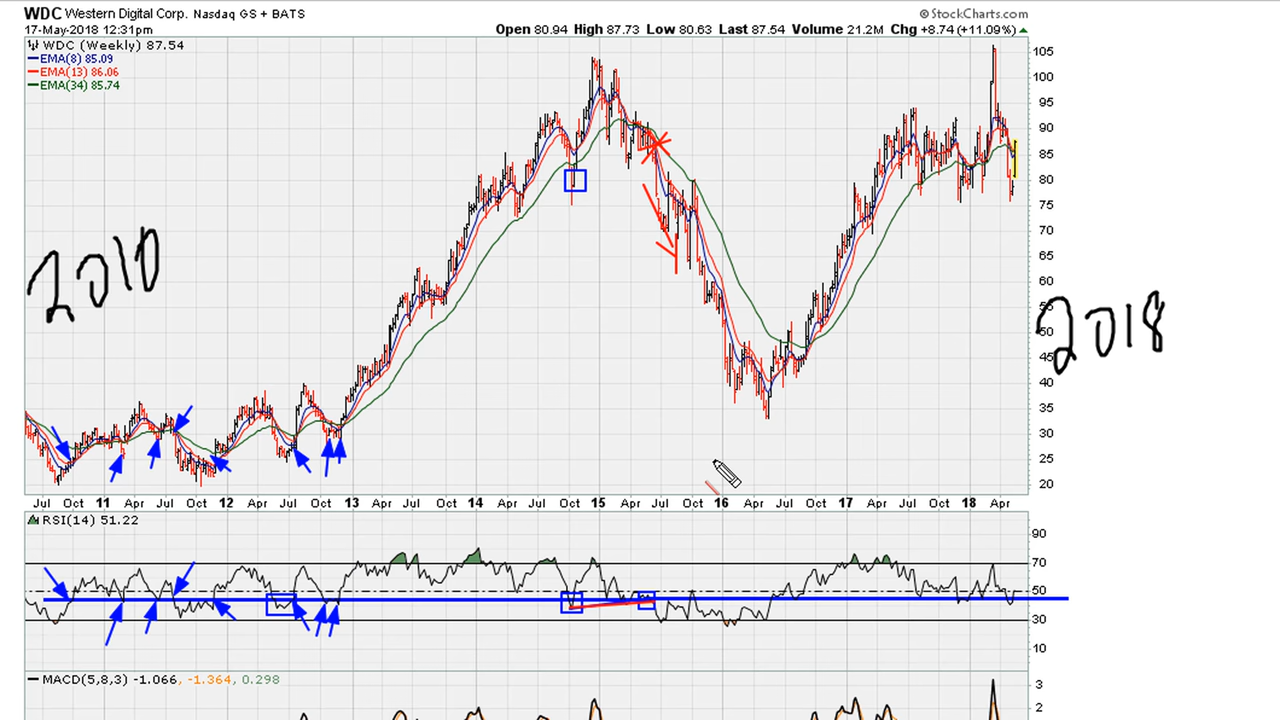 WDC Western Digital Corp. Nasdaq GS + BATS
© StockCharts.com
17-May-2018 12:31pm
Open 80.94 High 87.73 Low 80.63 Last 87.54 Volume 21.2M Chg +8.74 (+11.09%)
WDC (Weekly) 87.54
EMA(8) 85.09
EMA(13) 86.06
EMA(34) 85.74
105
100
95
90
85
80
75
70
65
60
55
50
45
40
35
30
25
20
2010
2018
Jul Oct 11 Apr Jul Oct 12 Apr Jul Oct 13 Apr Jul Oct 14 Apr Jul Oct 15 Apr Jul Oct 16 Apr Jul Oct 17 Apr Jul Oct 18 Apr
RSI(14) 51.22
90
70
50
30
10
MACD(5,8,3) -1.066, -1.364, 0.298
3
2